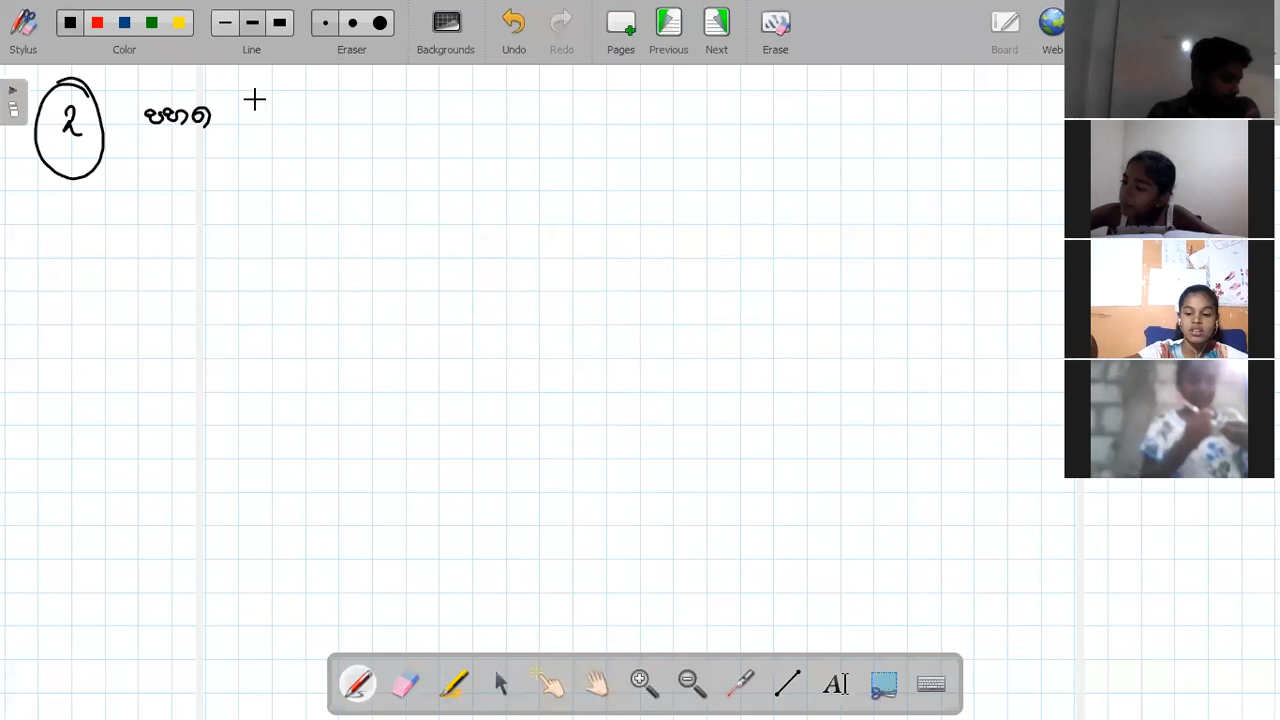 Stylus Color Line Eraser Backgrounds Undo Redo Pages Previous Next Erase Board Web
2 පහත